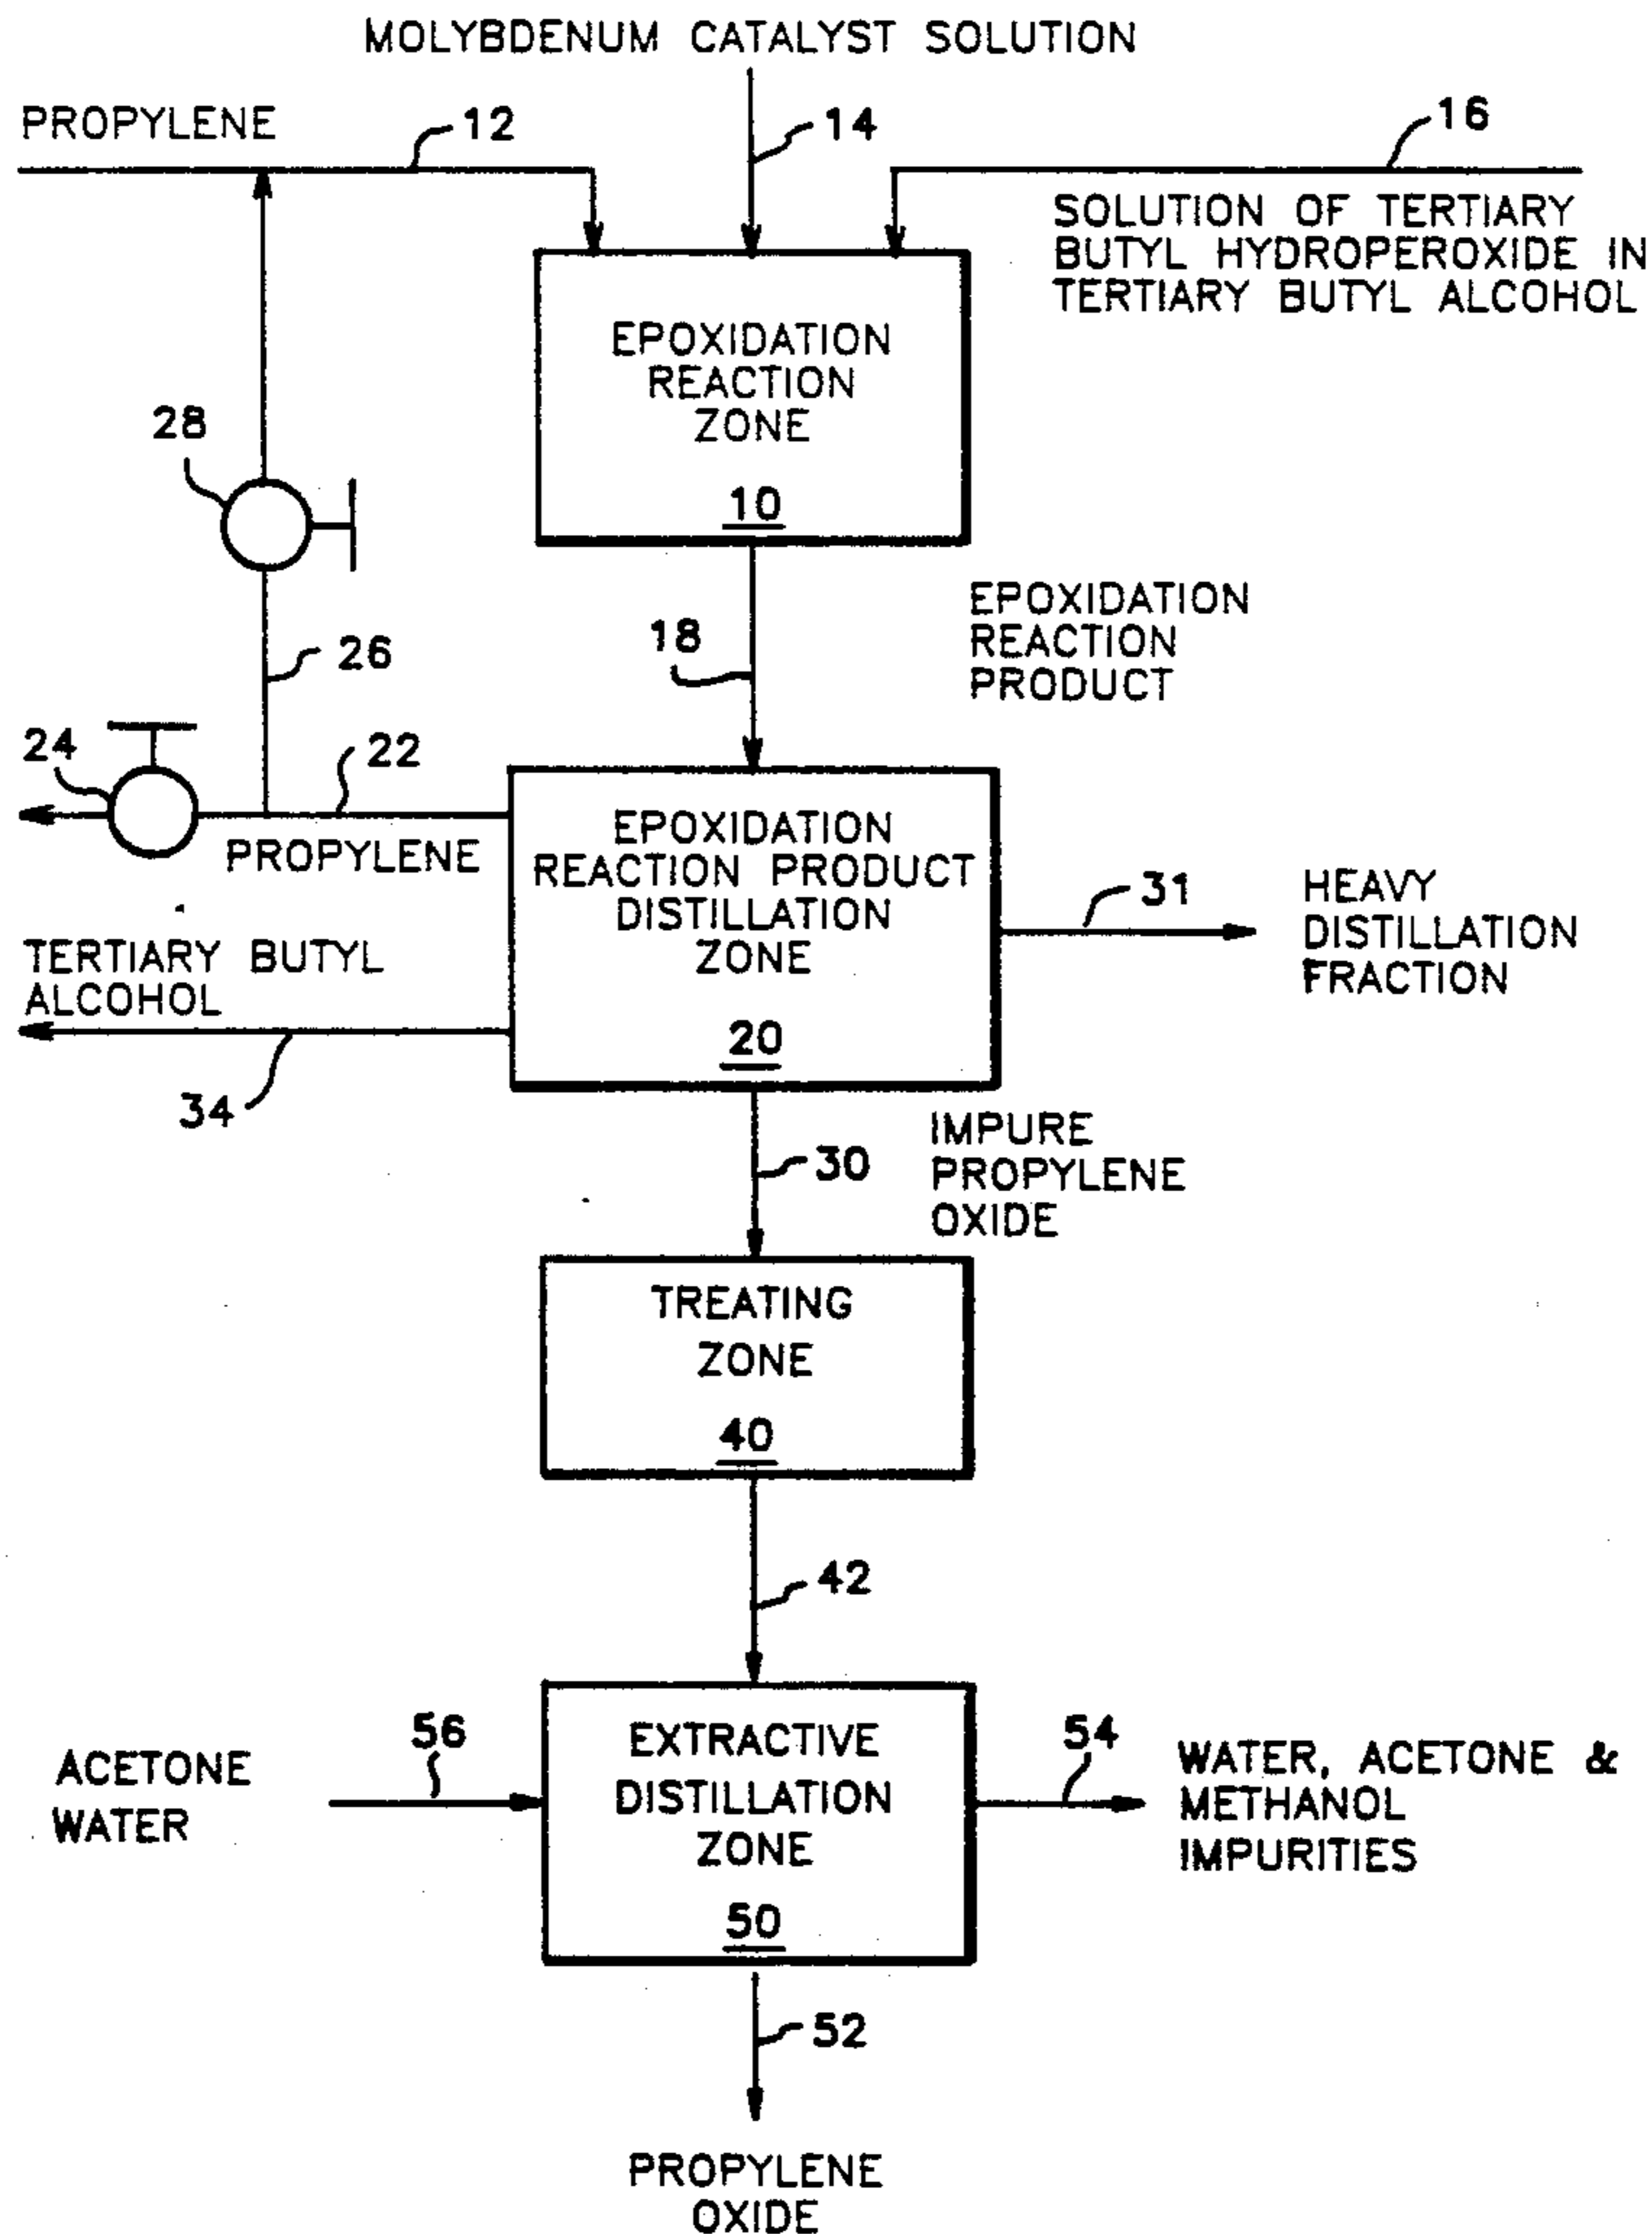 MOLYBDENUM CATALYST SOLUTION
PROPYLENE
12
14
16
SOLUTION OF TERTIARY
BUTYL HYDROPEROXIDE IN
TERTIARY BUTYL ALCOHOL
EPOXIDATION
REACTION
ZONE
10
28
26
18
EPOXIDATION
REACTION
PRODUCT
24
22
PROPYLENE
EPOXIDATION
REACTION PRODUCT
DISTILLATION
ZONE
20
31
HEAVY
DISTILLATION
FRACTION
TERTIARY BUTYL
ALCOHOL
34
30
IMPURE
PROPYLENE
OXIDE
TREATING
ZONE
40
42
ACETONE
WATER
56
EXTRACTIVE
DISTILLATION
ZONE
50
54
WATER, ACETONE &
METHANOL
IMPURITIES
52
PROPYLENE
OXIDE